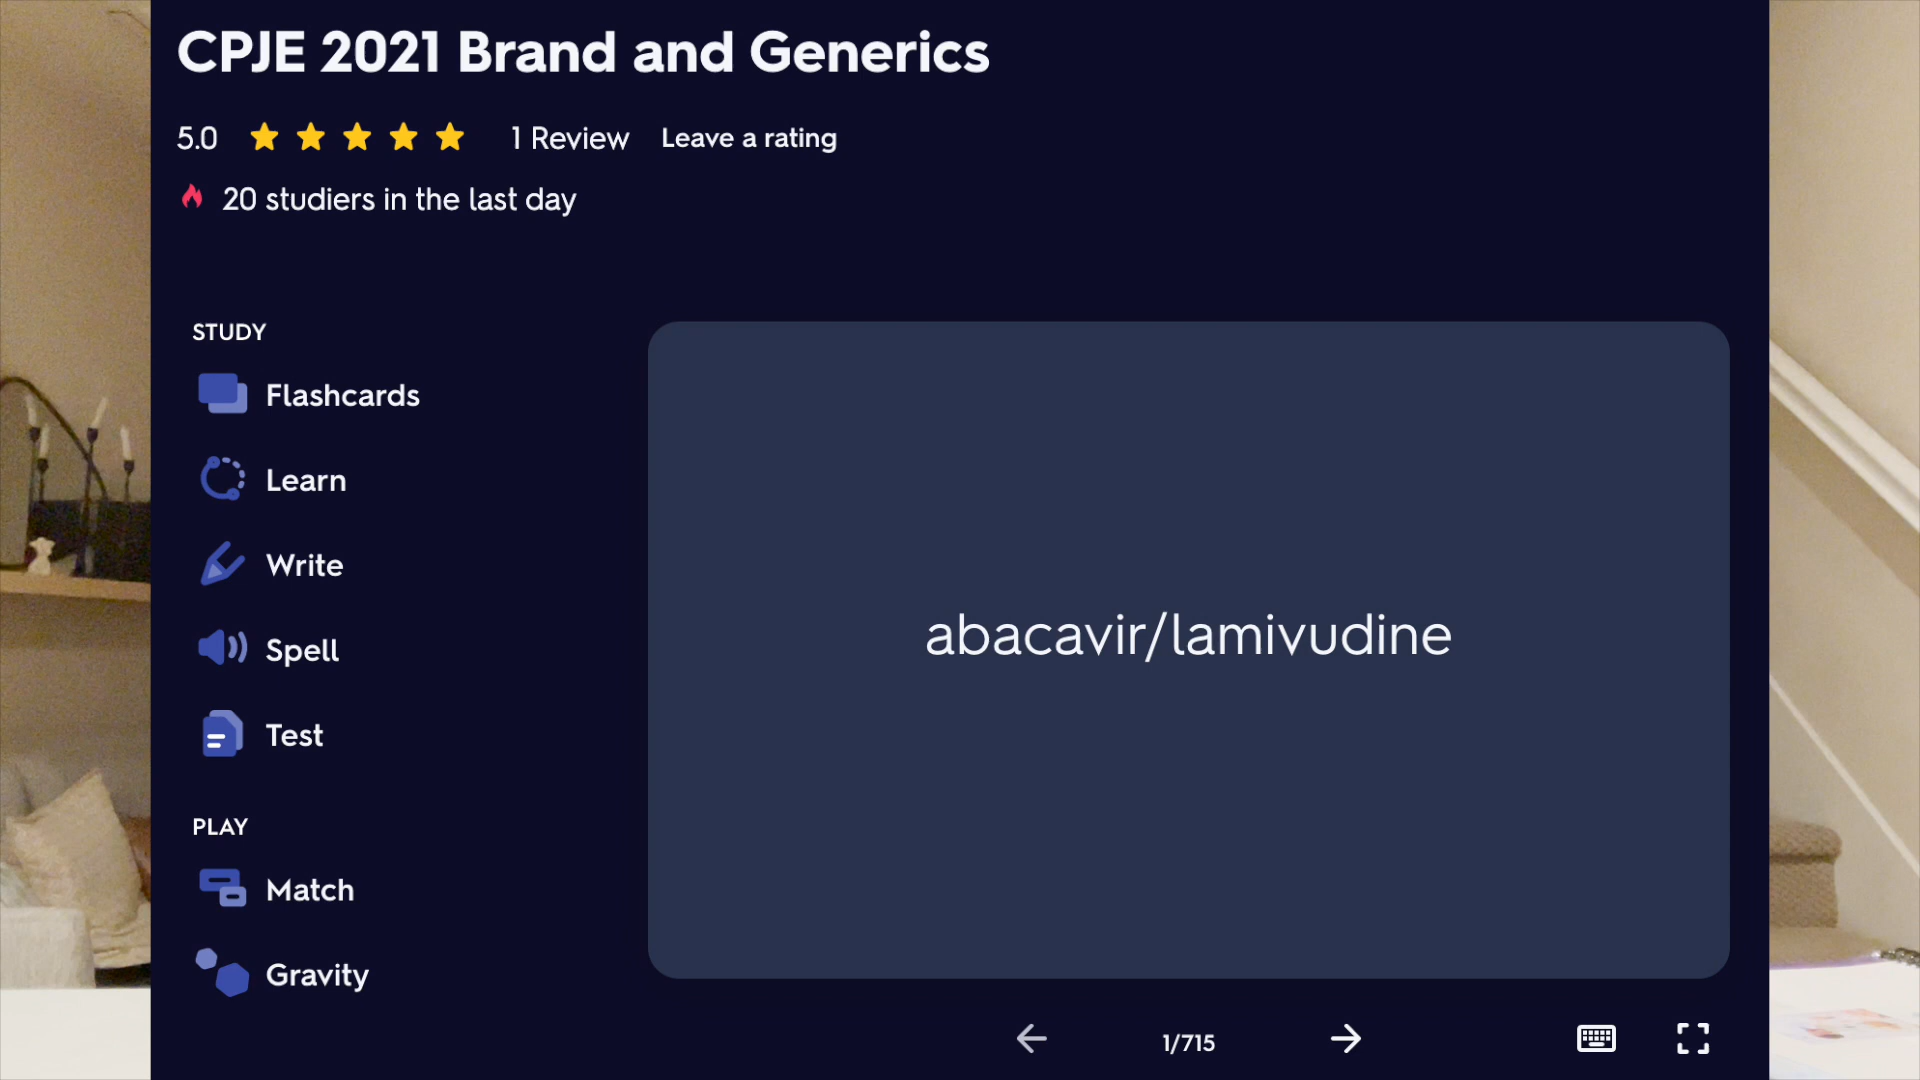 CPJE 2021 Brand and Generics
5.0 1 Review Leave a rating
20 studiers in the last day
STUDY
Flashcards
Learn
Write
Spell
Test
PLAY
Match
Gravity
abacavir/lamivudine
1/715